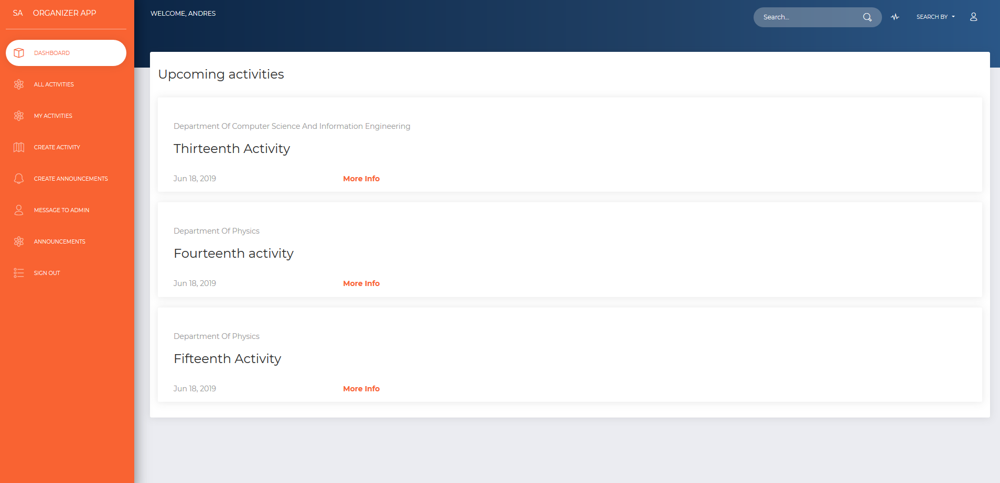 SA ORGANIZER APP
DASHBOARD
ALL ACTIVITIES
MY ACTIVITIES
CREATE ACTIVITY
CREATE ANNOUNCEMENTS
MESSAGE TO ADMIN
ANNOUNCEMENTS
SIGN OUT
WELCOME, ANDRES
Search...
SEARCH BY
Upcoming activities
Department Of Computer Science And Information Engineering
Thirteenth Activity
Jun 18, 2019 More Info
Department Of Physics
Fourteenth activity
Jun 18, 2019 More Info
Department Of Physics
Fifteenth Activity
Jun 18, 2019 More Info